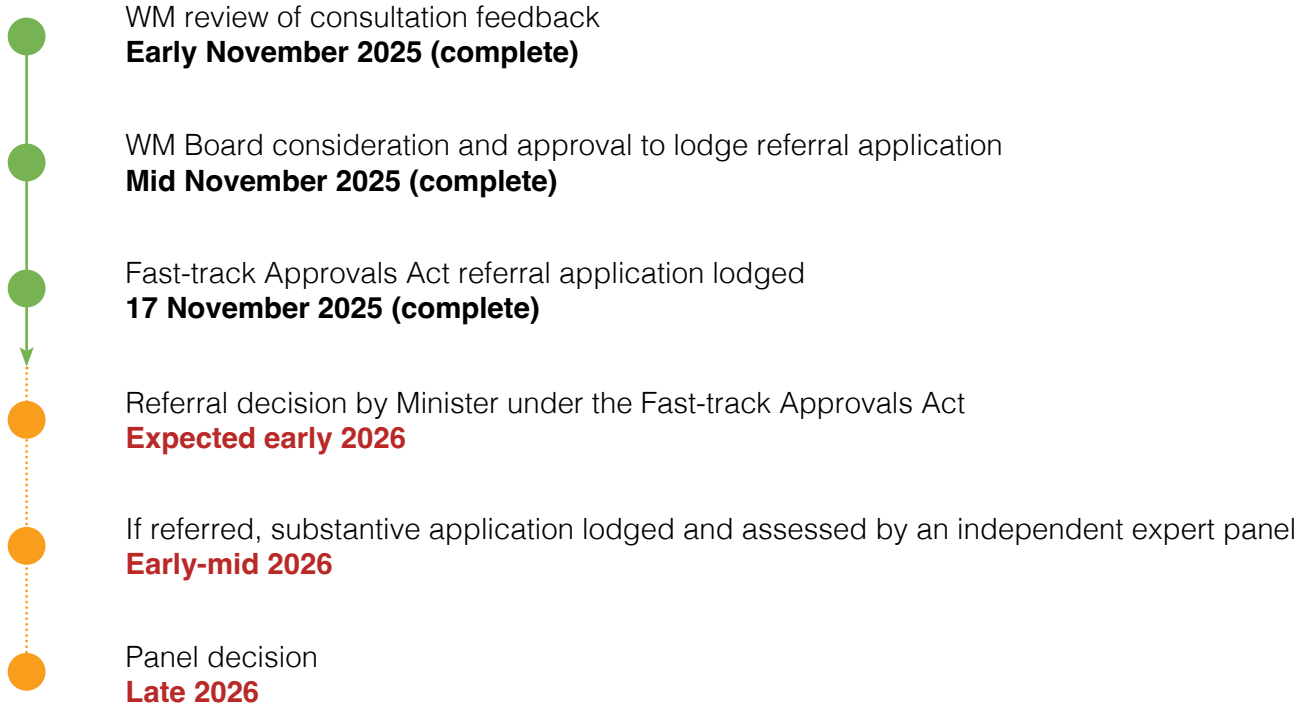 WM review of consultation feedback
Early November 2025 (complete)
WM Board consideration and approval to lodge referral application
Mid November 2025 (complete)
Fast-track Approvals Act referral application lodged
17 November 2025 (complete)
Referral decision by Minister under the Fast-track Approvals Act
Expected early 2026
If referred, substantive application lodged and assessed by an independent expert panel
Early-mid 2026
Panel decision
Late 2026